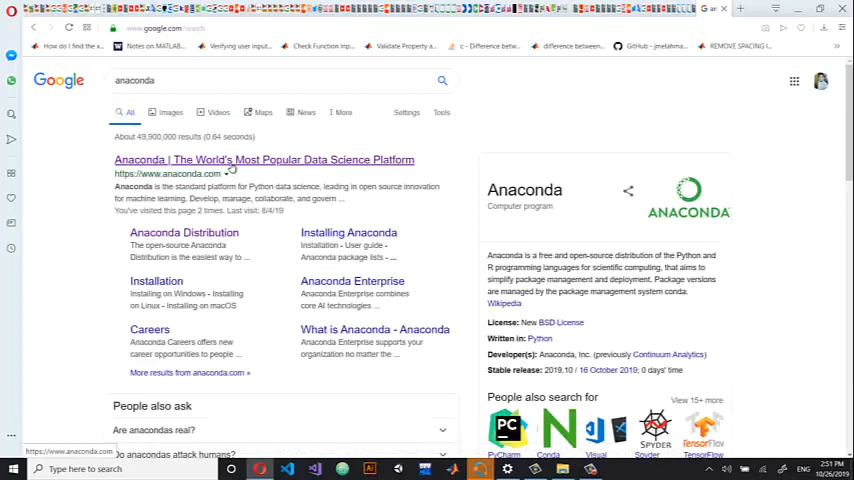 G an
www.google.com/search
How do I find the x...
Notes on MATLAB...
Verifying user input...
Check Function Inp...
Validate Property a...
c - Difference betw...
difference between...
GitHub - jmelahma...
REMOVE SPACING I...
Google
anaconda
All
Images
Videos
Maps
News
More
Settings
Tools
About 49,900,000 results (0.64 seconds)
Anaconda | The World's Most Popular Data Science Platform
https://www.anaconda.com
Anaconda is the standard platform for Python data science, leading in open source innovation
for machine learning. Develop, manage, collaborate, and govern ...
You've visited this page 2 times. Last visit: 8/4/19
Anaconda Distribution
The open-source Anaconda
Distribution is the easiest way to ...
Installing Anaconda
Installation - User guide -
Anaconda package lists - ...
Installation
Installing on Windows - Installing
on Linux - Installing on macOS
Anaconda Enterprise
Anaconda Enterprise combines
core AI technologies ...
Careers
Anaconda Careers offers new
career opportunities to people ...
What is Anaconda - Anaconda
Anaconda Enterprise supports your
organization no matter the ...
More results from anaconda.com »
People also ask
Are anacondas real?
Do anacondas attack humans?
Anaconda
Computer program
ANACONDA
Anaconda is a free and open-source distribution of the Python and
R programming languages for scientific computing, that aims to
simplify package management and deployment. Package versions
are managed by the package management system conda.
Wikipedia
License: New BSD License
Written in: Python
Developer(s): Anaconda, Inc. (previously Continuum Analytics)
Stable release: 2019.10 / 16 October 2019; 0 days' time
People also search for
View 15+ more
PC
SPYDER
TensorFlow
PyCharm
Visual
Spyder
TensorFlow
https://www.anaconda.com
Type here to search
Ai
ENG
2:51 PM
10/26/2019